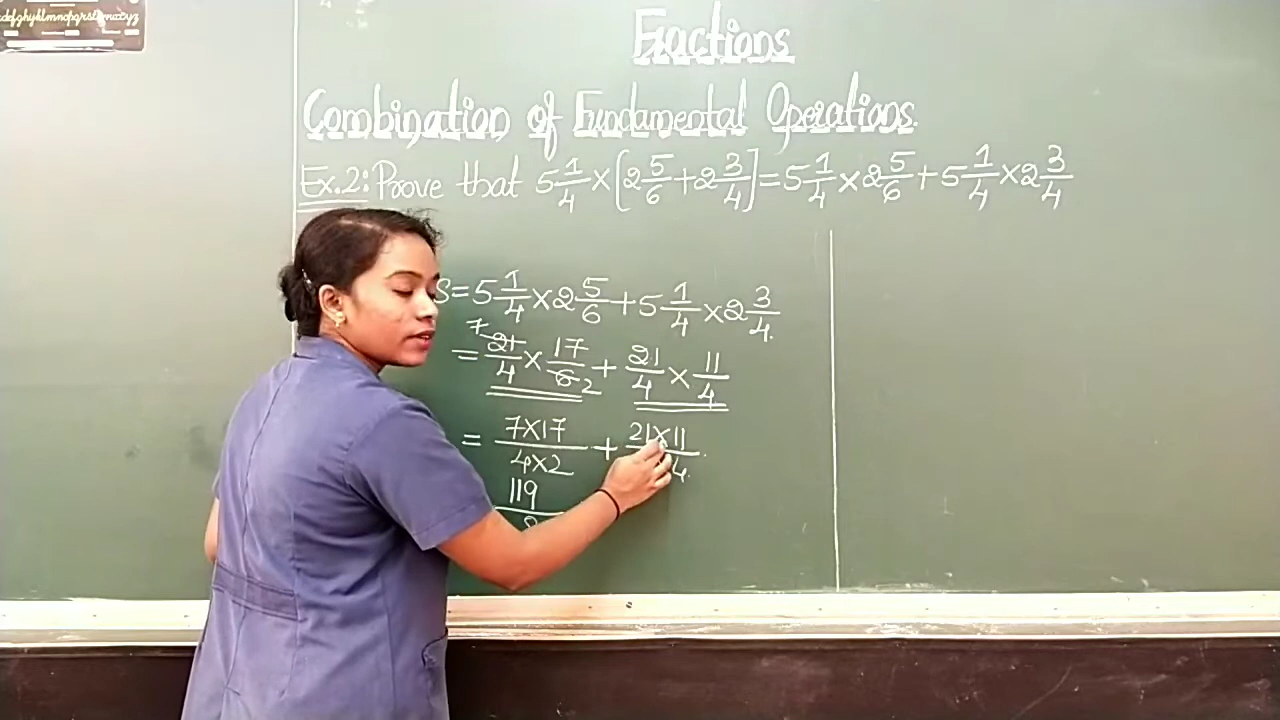 Fractions
Combination of Fundamental Operations.
Ex.2: Prove that 5 1/4 × [2 5/6 + 2 3/4] = 5 1/4 × 2 5/6 + 5 1/4 × 2 3/4
S = 5 1/4 × 2 5/6 + 5 1/4 × 2 3/4.
7
= 21/4 × 17/6 2 + 21/4 × 11/4
= 7×17/4×2 + 21×11/4.
119/8